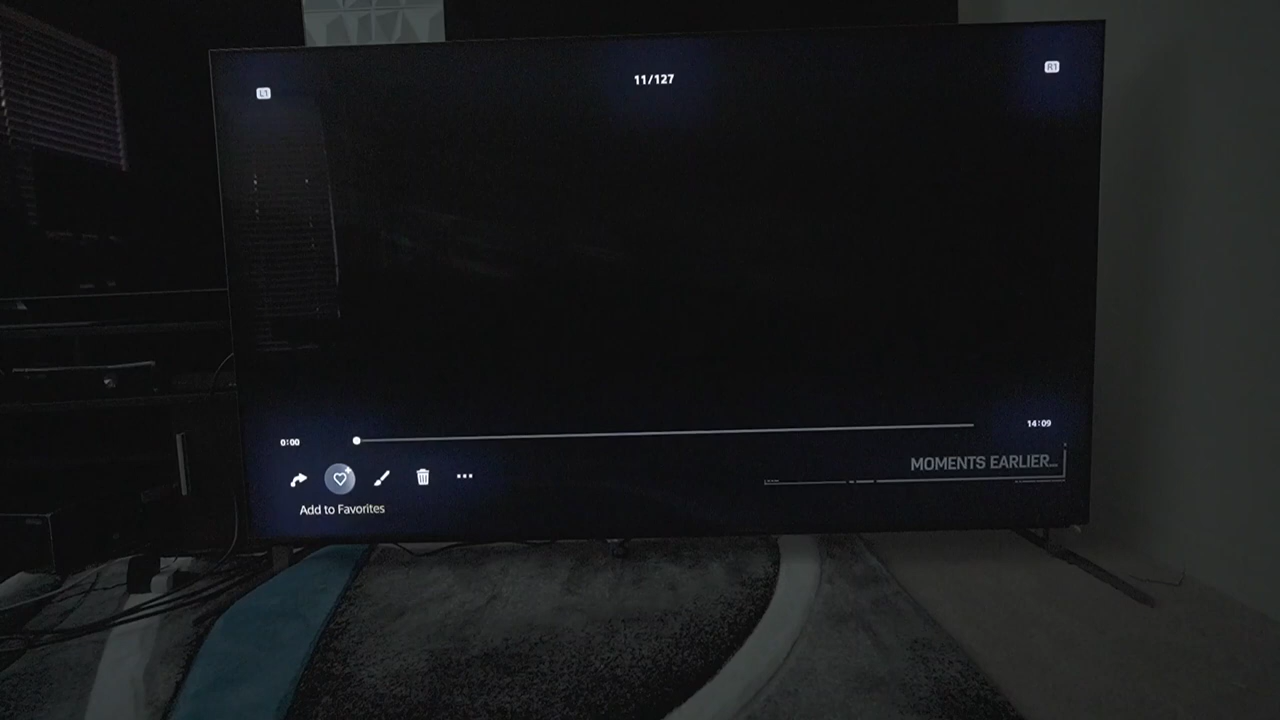 L1
11/127
R1
0:00
14:09
MOMENTS EARLIER...
Add to Favorites